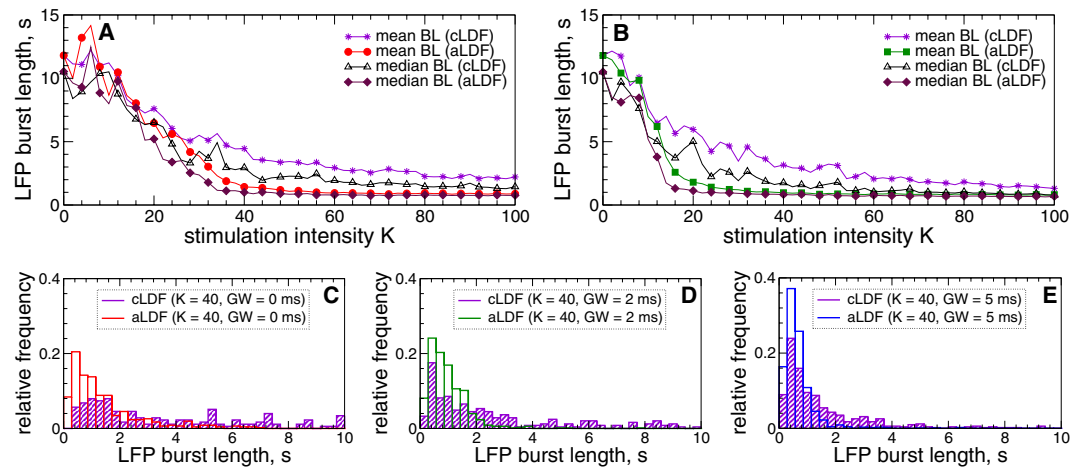 A
LFP burst length, s
15
10
5
0
0 20 40 60 80 100
stimulation intensity K
mean BL (cLDF)
mean BL (aLDF)
median BL (cLDF)
median BL (aLDF)
B
LFP burst length, s
15
10
5
0
0 20 40 60 80 100
stimulation intensity K
mean BL (cLDF)
mean BL (aLDF)
median BL (cLDF)
median BL (aLDF)
C
relative frequency
0.4
0.2
0
0 2 4 6 8 10
LFP burst length, s
cLDF (K = 40, GW = 0 ms)
aLDF (K = 40, GW = 0 ms)
D
relative frequency
0.4
0.2
0
0 2 4 6 8 10
LFP burst length, s
cLDF (K = 40, GW = 2 ms)
aLDF (K = 40, GW = 2 ms)
E
relative frequency
0.4
0.2
0
0 2 4 6 8 10
LFP burst length, s
cLDF (K = 40, GW = 5 ms)
aLDF (K = 40, GW = 5 ms)